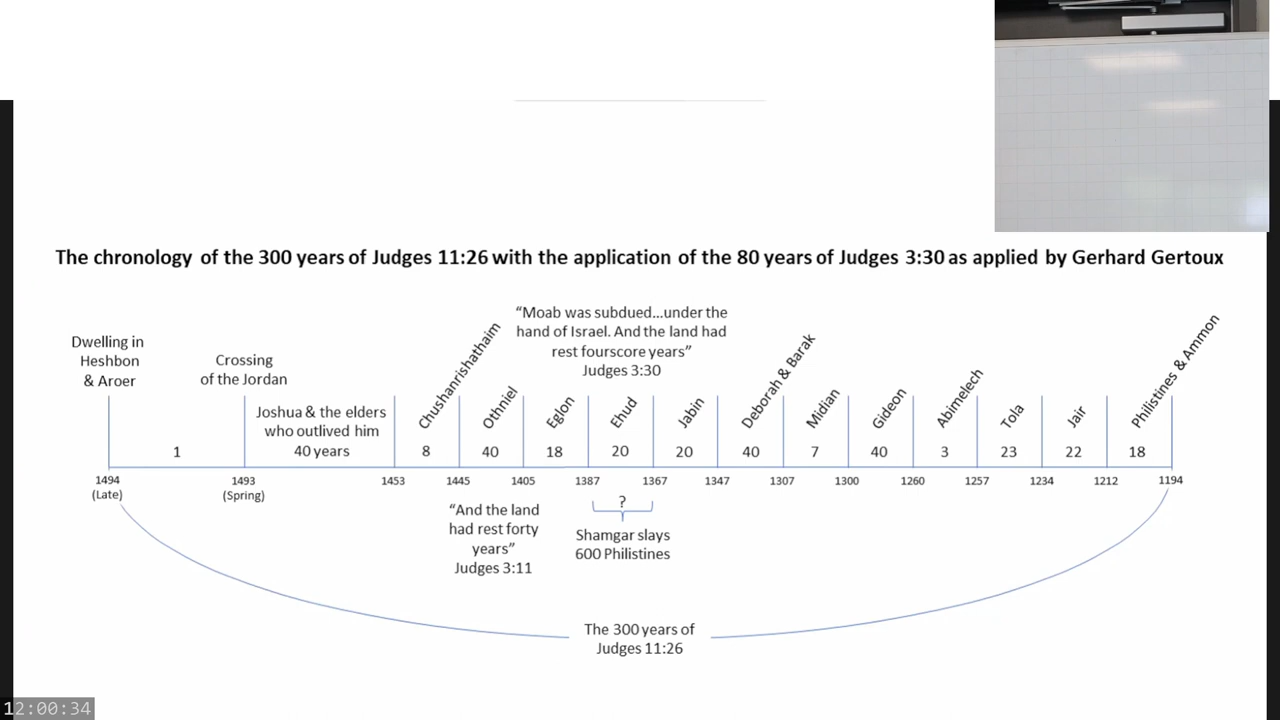 The chronology of the 300 years of Judges 11:26 with the application of the 80 years of Judges 3:30 as applied by Gerhard Gertoux
Dwelling in
Heshbon
& Aroer
Crossing
of the Jordan
Joshua & the elders
who outlived him
40 years
"Moab was subdued...under the
hand of Israel. And the land had
rest fourscore years"
Judges 3:30
Chushanrishathaim
Othniel
Eglon
Ehud
Jabin
Deborah & Barak
Midian
Gideon
Abimelech
Tola
Jair
Philistines & Ammon
1
8
40
18
20
20
40
7
40
3
23
22
18
1494
(Late)
1493
(Spring)
1453
1445
1405
1387
1367
1347
1307
1300
1260
1257
1234
1212
1194
"And the land
had rest forty
years"
Judges 3:11
?
Shamgar slays
600 Philistines
The 300 years of
Judges 11:26
12:00:34